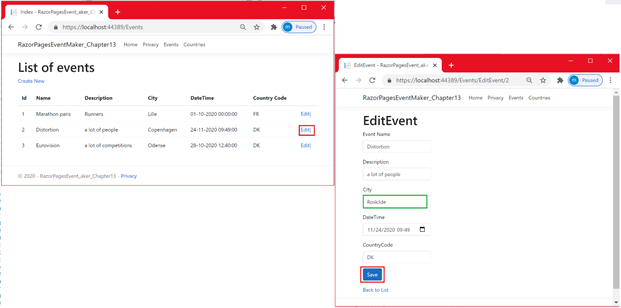 Index - RazorPagesEvent_aker_C
https://localhost:44389/Events
Paused
RazorPagesEventMaker_Chapter13 Home Privacy Events Countries
List of events
Create New
Id Name Description City DateTime Country Code
1 Marathon paris Runners Lille 01-10-2020 00:00:00 FR Edit|
2 Distortion a lot of people Copenhagen 24-11-2020 09:49:00 DK Edit|
3 Eurovision a lot of competitions Odense 28-10-2020 12:40:00 DK Edit|
© 2020 - RazorPagesEvent_aker_Chapter13 - Privacy
EditEvent - RazorPagesEvent_
https://localhost:44389/Events/EditEvent/2
Paused
RazorPagesEventMaker_Chapter13 Home Privacy Events Countries
EditEvent
Event Name
Distortion
Description
a lot of people
City
DateTime
11/24/2020 09:49
CountryCode
DK
Save
Back to List